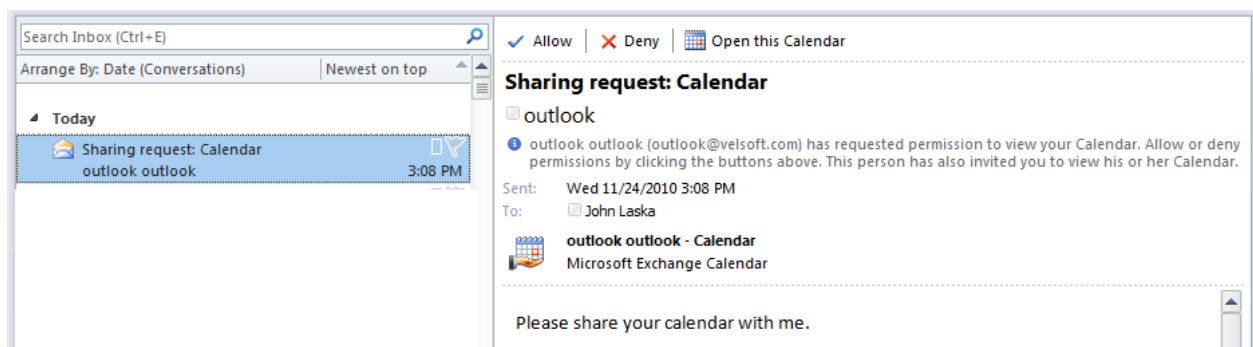 Search Inbox (Ctrl+E)
Arrange By: Date (Conversations) Newest on top
Today
Sharing request: Calendar
outlook outlook 3:08 PM
Allow Deny Open this Calendar
Sharing request: Calendar
outlook
outlook outlook (outlook@velsoft.com) has requested permission to view your Calendar. Allow or deny
permissions by clicking the buttons above. This person has also invited you to view his or her Calendar.
Sent: Wed 11/24/2010 3:08 PM
To: John Laska
outlook outlook - Calendar
Microsoft Exchange Calendar
Please share your calendar with me.